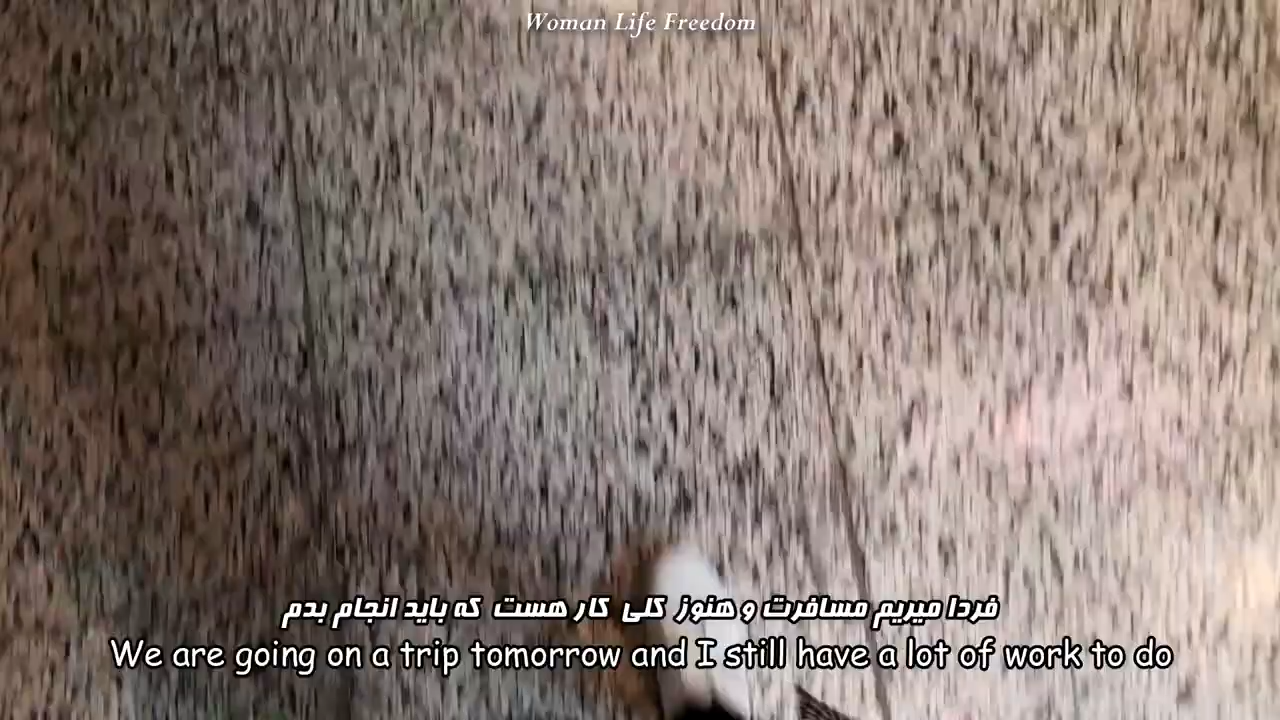 Woman Life Freedom
فردا میریم مسافرت و هنوز کلی کار هست که باید انجام بدم
We are going on a trip tomorrow and I still have a lot of work to do